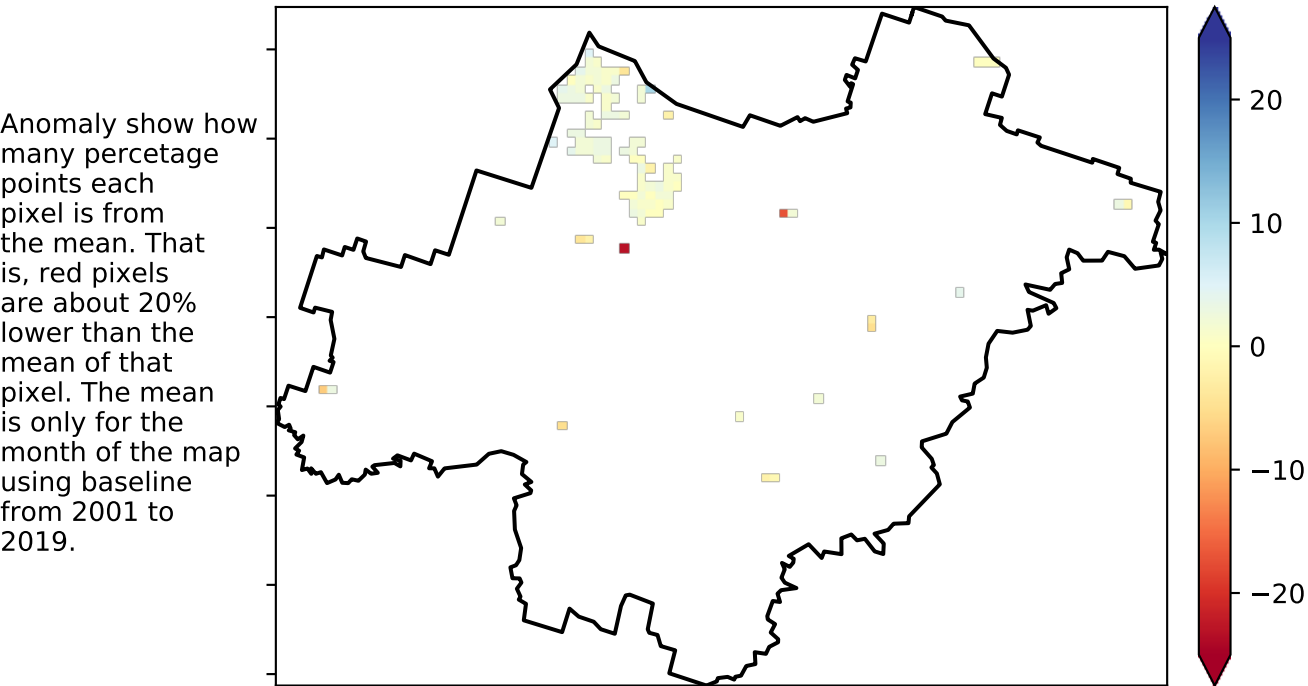 Anomaly show how
many percetage
points each
pixel is from
the mean. That
is, red pixels
are about 20%
lower than the
mean of that
pixel. The mean
is only for the
month of the map
using baseline
from 2001 to
2019.
20
10
0
−10
−20